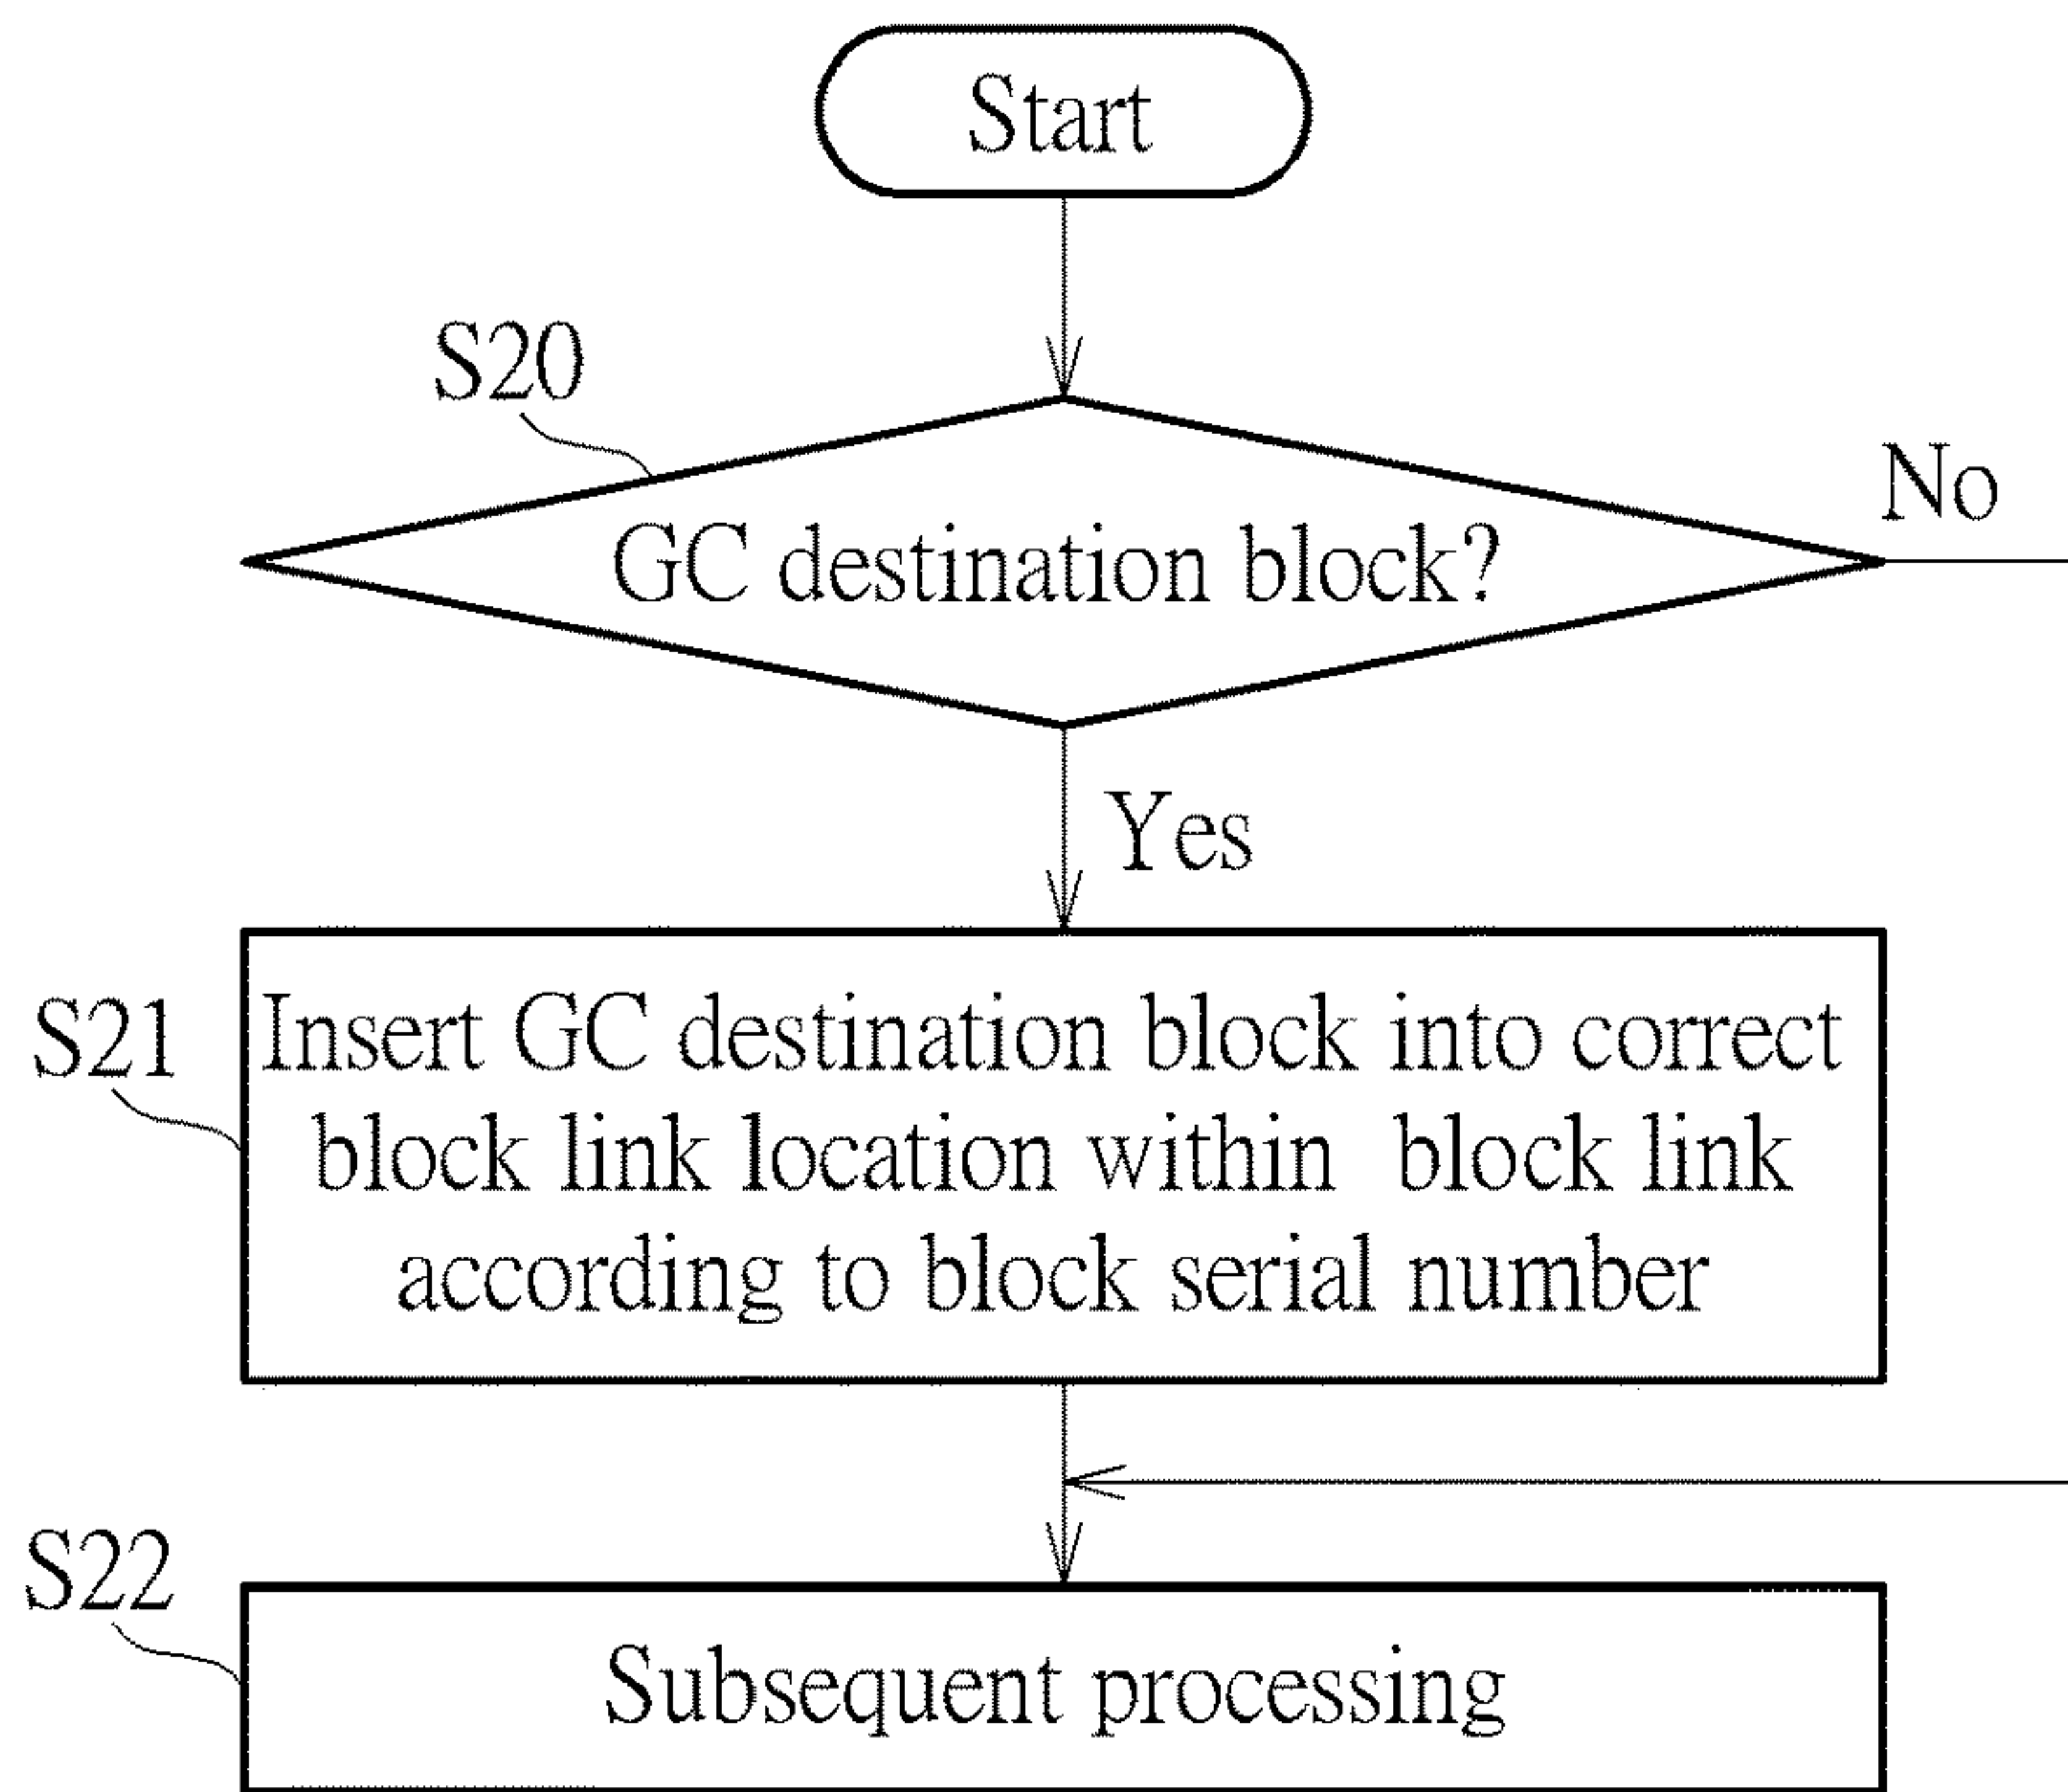 Start
S20
No
GC destination block?
Yes
S21
Insert GC destination block into correct
block link location within block link
according to block serial number
S22
Subsequent processing